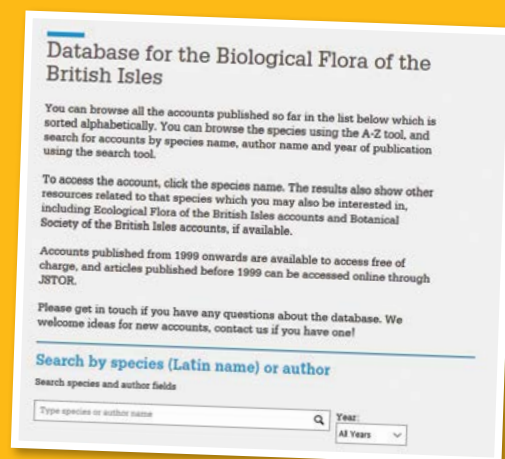 Database for the Biological Flora of the
British Isles
You can browse all the accounts published so far in the list below which is
sorted alphabetically. You can browse the species using the A-Z tool, and
search for accounts by species name, author name and year of publication
using the search tool.
To access the account, click the species name. The results also show other
resources related to that species which you may also be interested in,
including Ecological Flora of the British Isles accounts and Botanical
Society of the British Isles accounts, if available.
Accounts published from 1999 onwards are available to access free of
charge, and articles published before 1999 can be accessed online through
JSTOR.
Please get in touch if you have any questions about the database. We
welcome ideas for new accounts, contact us if you have one!
Search by species (Latin name) or author
Search species and author fields
Year:
Type species or author name
All Years